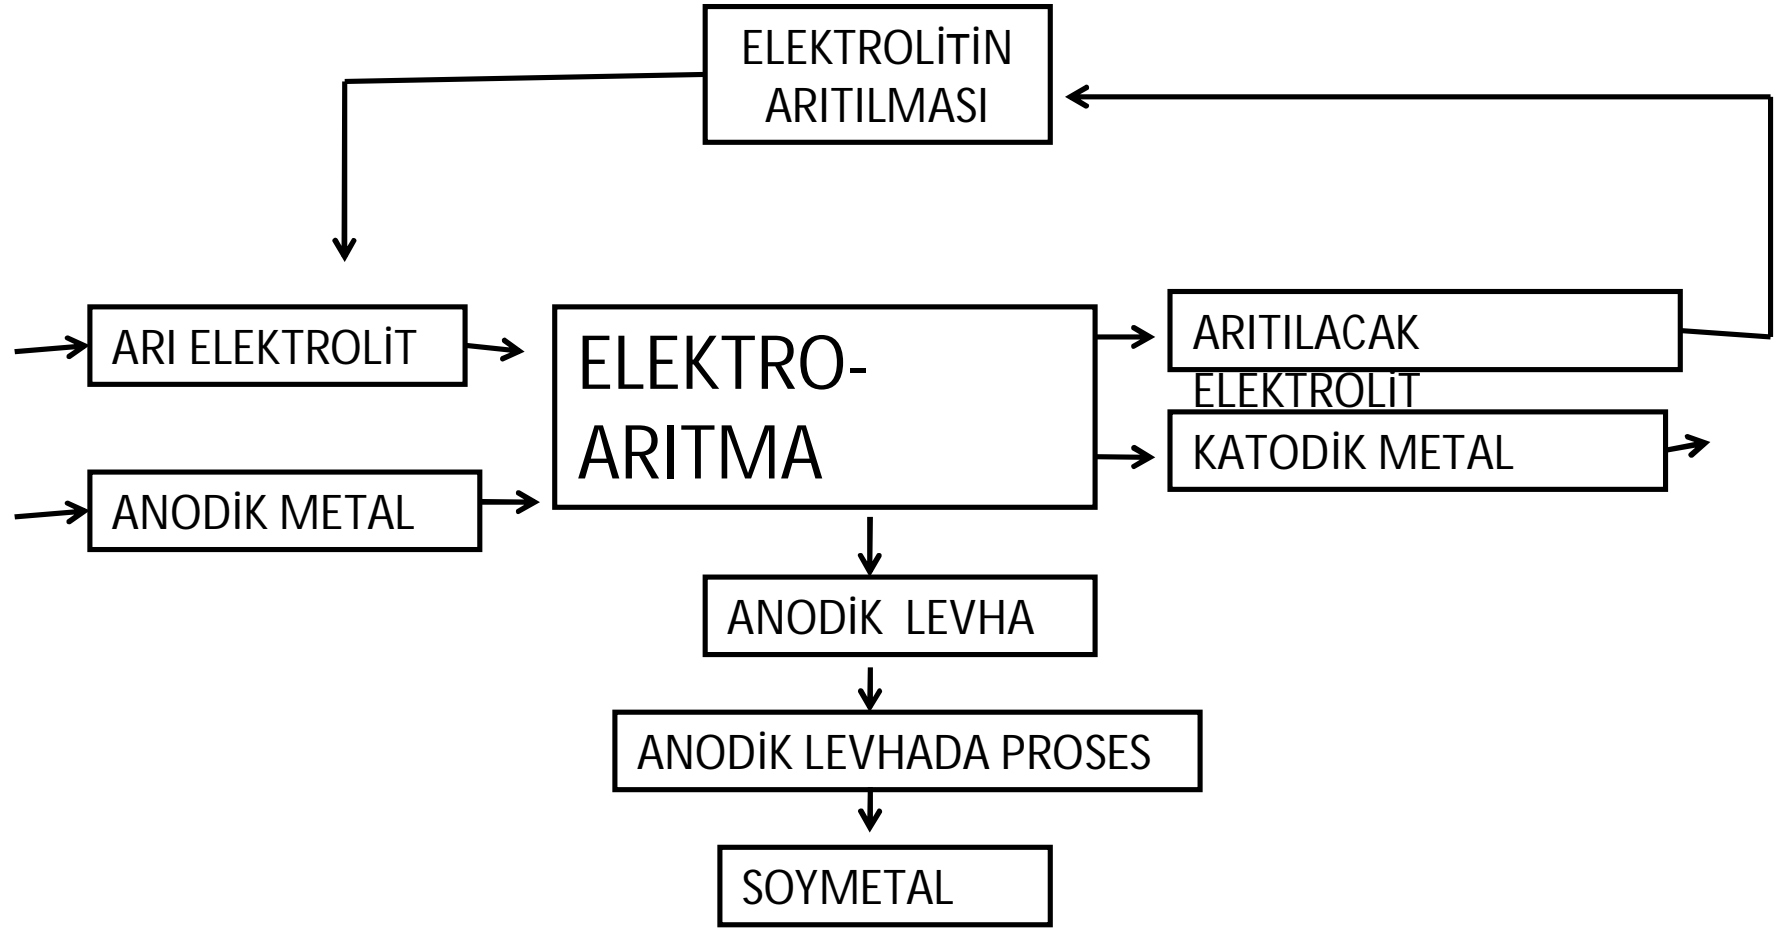 ELEKTROLİTİN
ARITILMASI
ARI ELEKTROLİT
ELEKTRO-
ARITMA
ARITILACAK
ELEKTROLİT
KATODİK METAL
ANODİK METAL
ANODİK LEVHA
ANODİK LEVHADA PROSES
SOYMETAL